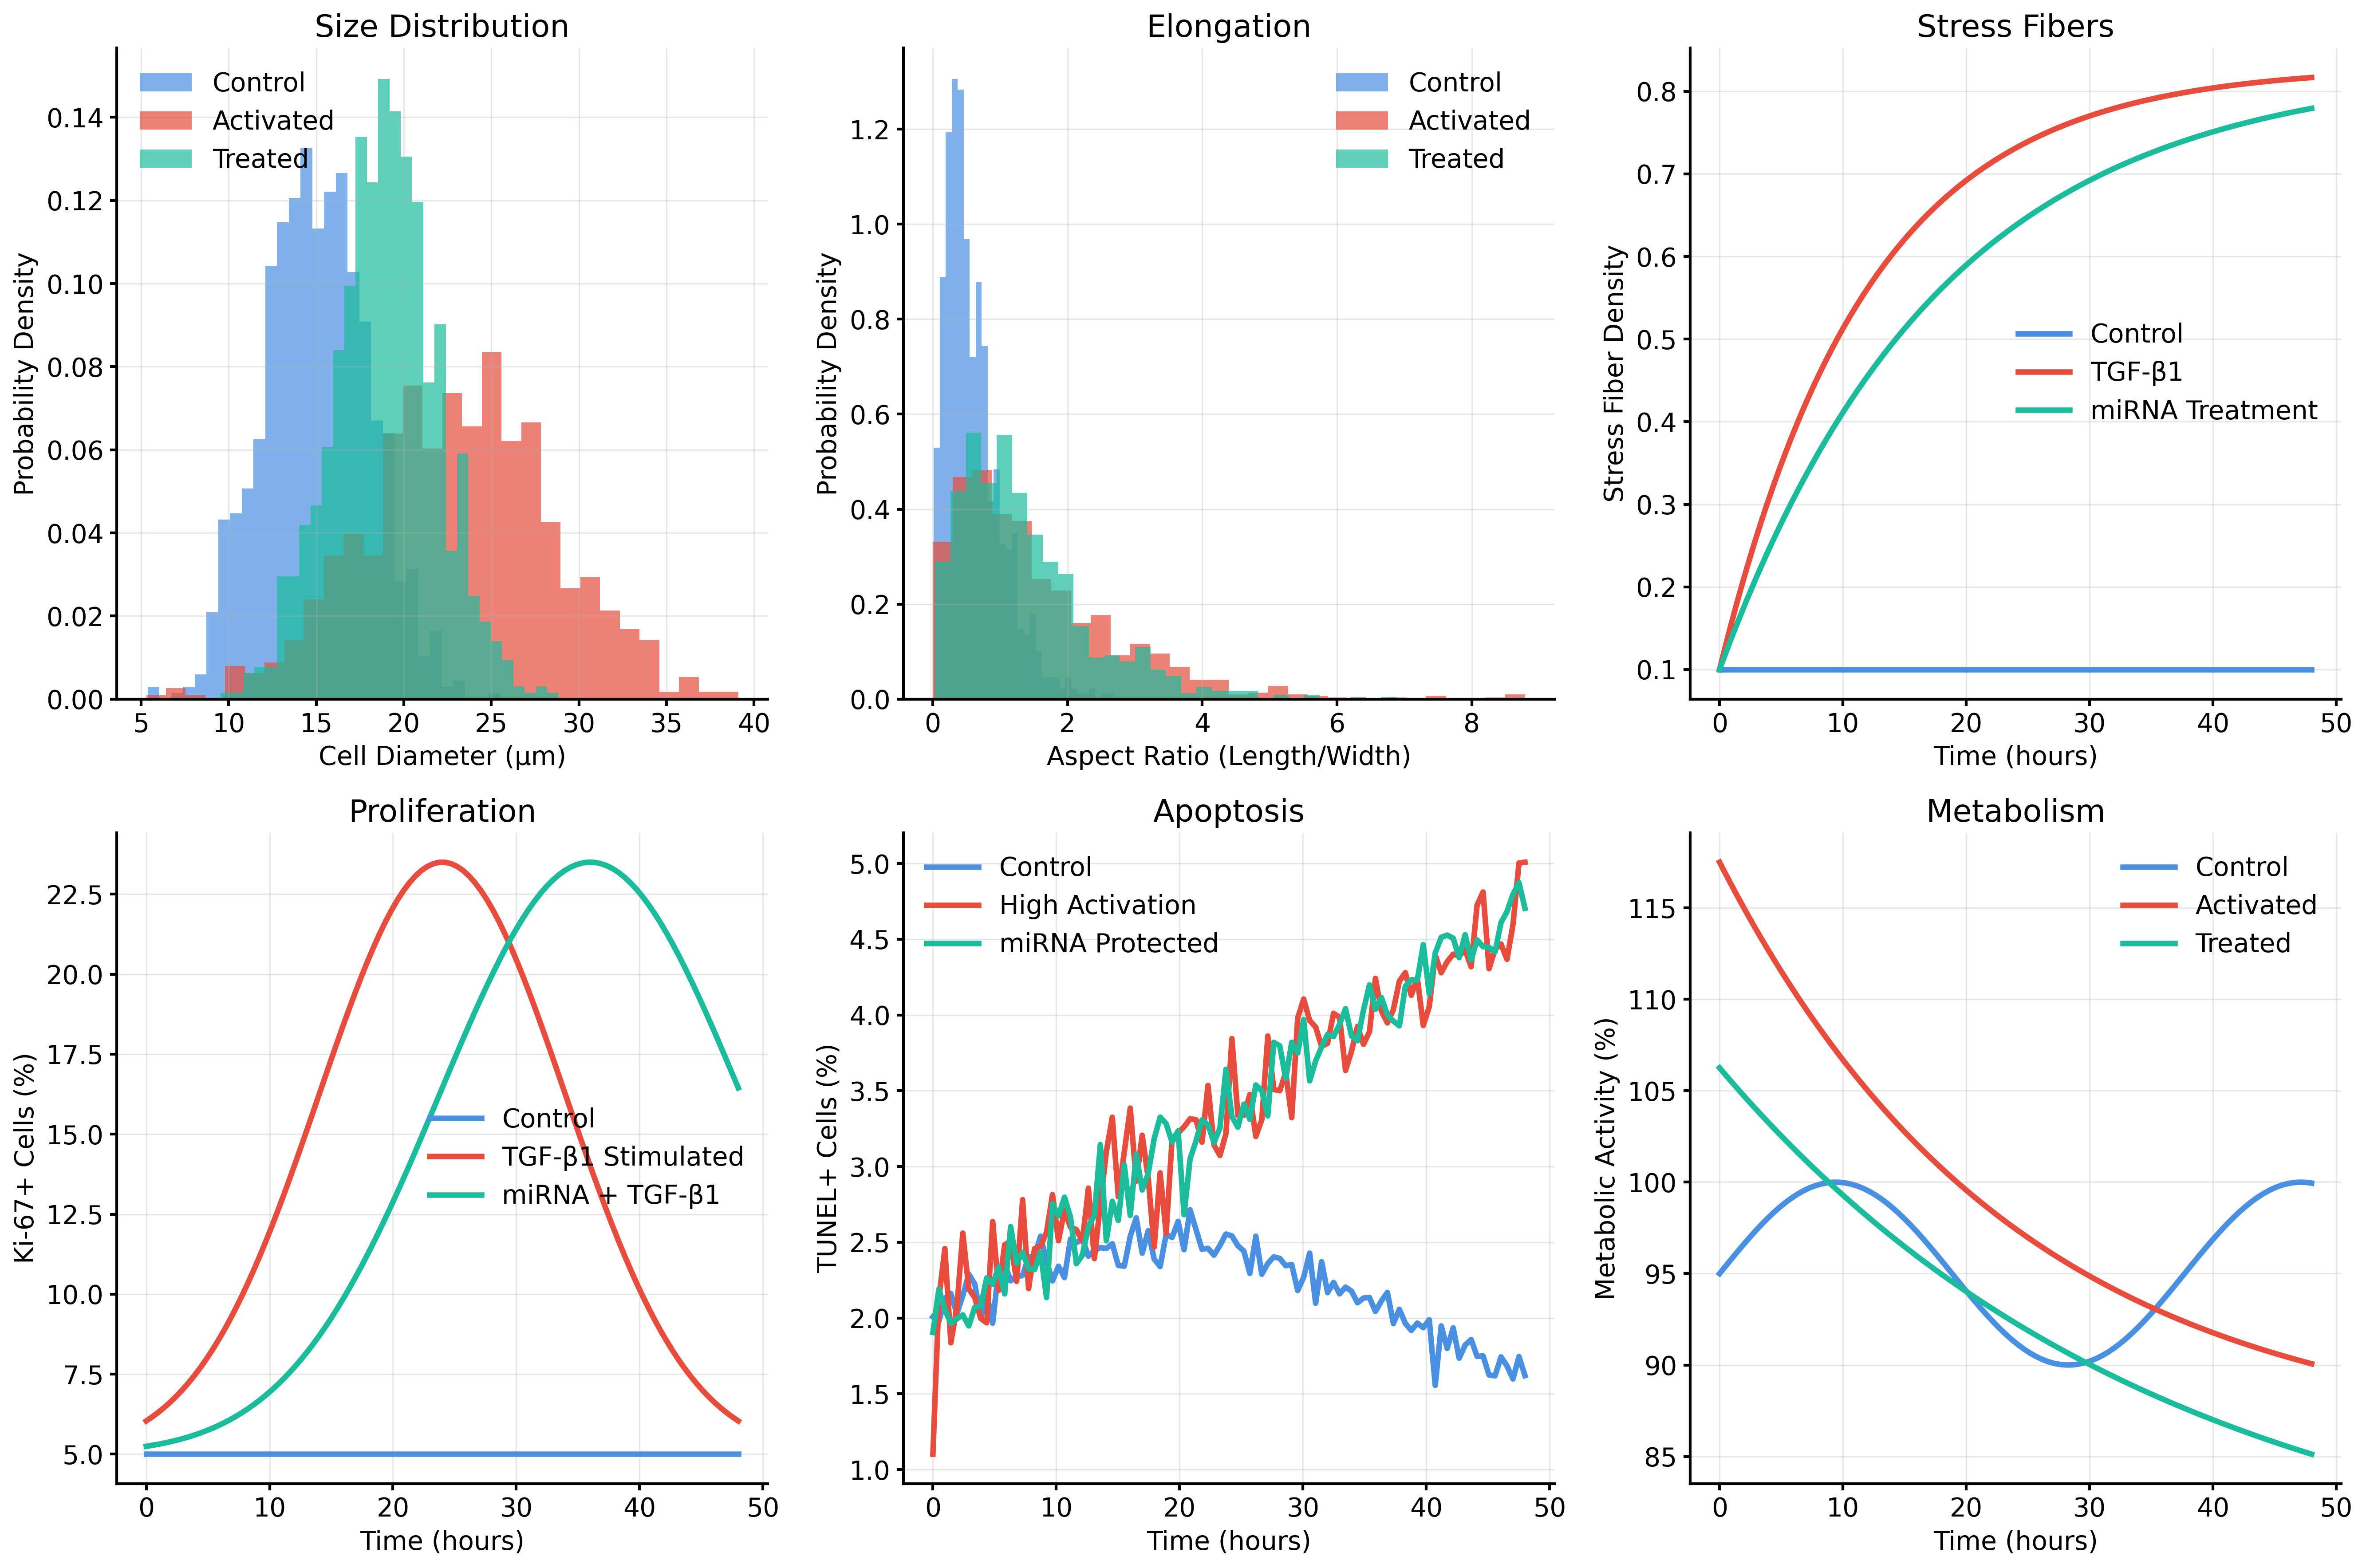 Size Distribution
Control
Activated
Treated
Probability Density
0.14
0.12
0.10
0.08
0.06
0.04
0.02
0.00
5
10
15
20
25
30
35
40
Cell Diameter (μm)
Elongation
Control
Activated
Treated
Probability Density
1.2
1.0
0.8
0.6
0.4
0.2
0.0
0
2
4
6
8
Aspect Ratio (Length/Width)
Stress Fibers
Control
TGF-β1
miRNA Treatment
Stress Fiber Density
0.8
0.7
0.6
0.5
0.4
0.3
0.2
0.1
0
10
20
30
40
50
Time (hours)
Proliferation
Control
TGF-β1 Stimulated
miRNA + TGF-β1
Ki-67+ Cells (%)
22.5
20.0
17.5
15.0
12.5
10.0
7.5
5.0
0
10
20
30
40
50
Time (hours)
Apoptosis
Control
High Activation
miRNA Protected
TUNEL+ Cells (%)
5.0
4.5
4.0
3.5
3.0
2.5
2.0
1.5
1.0
0
10
20
30
40
50
Time (hours)
Metabolism
Control
Activated
Treated
Metabolic Activity (%)
115
110
105
100
95
90
85
0
10
20
30
40
50
Time (hours)